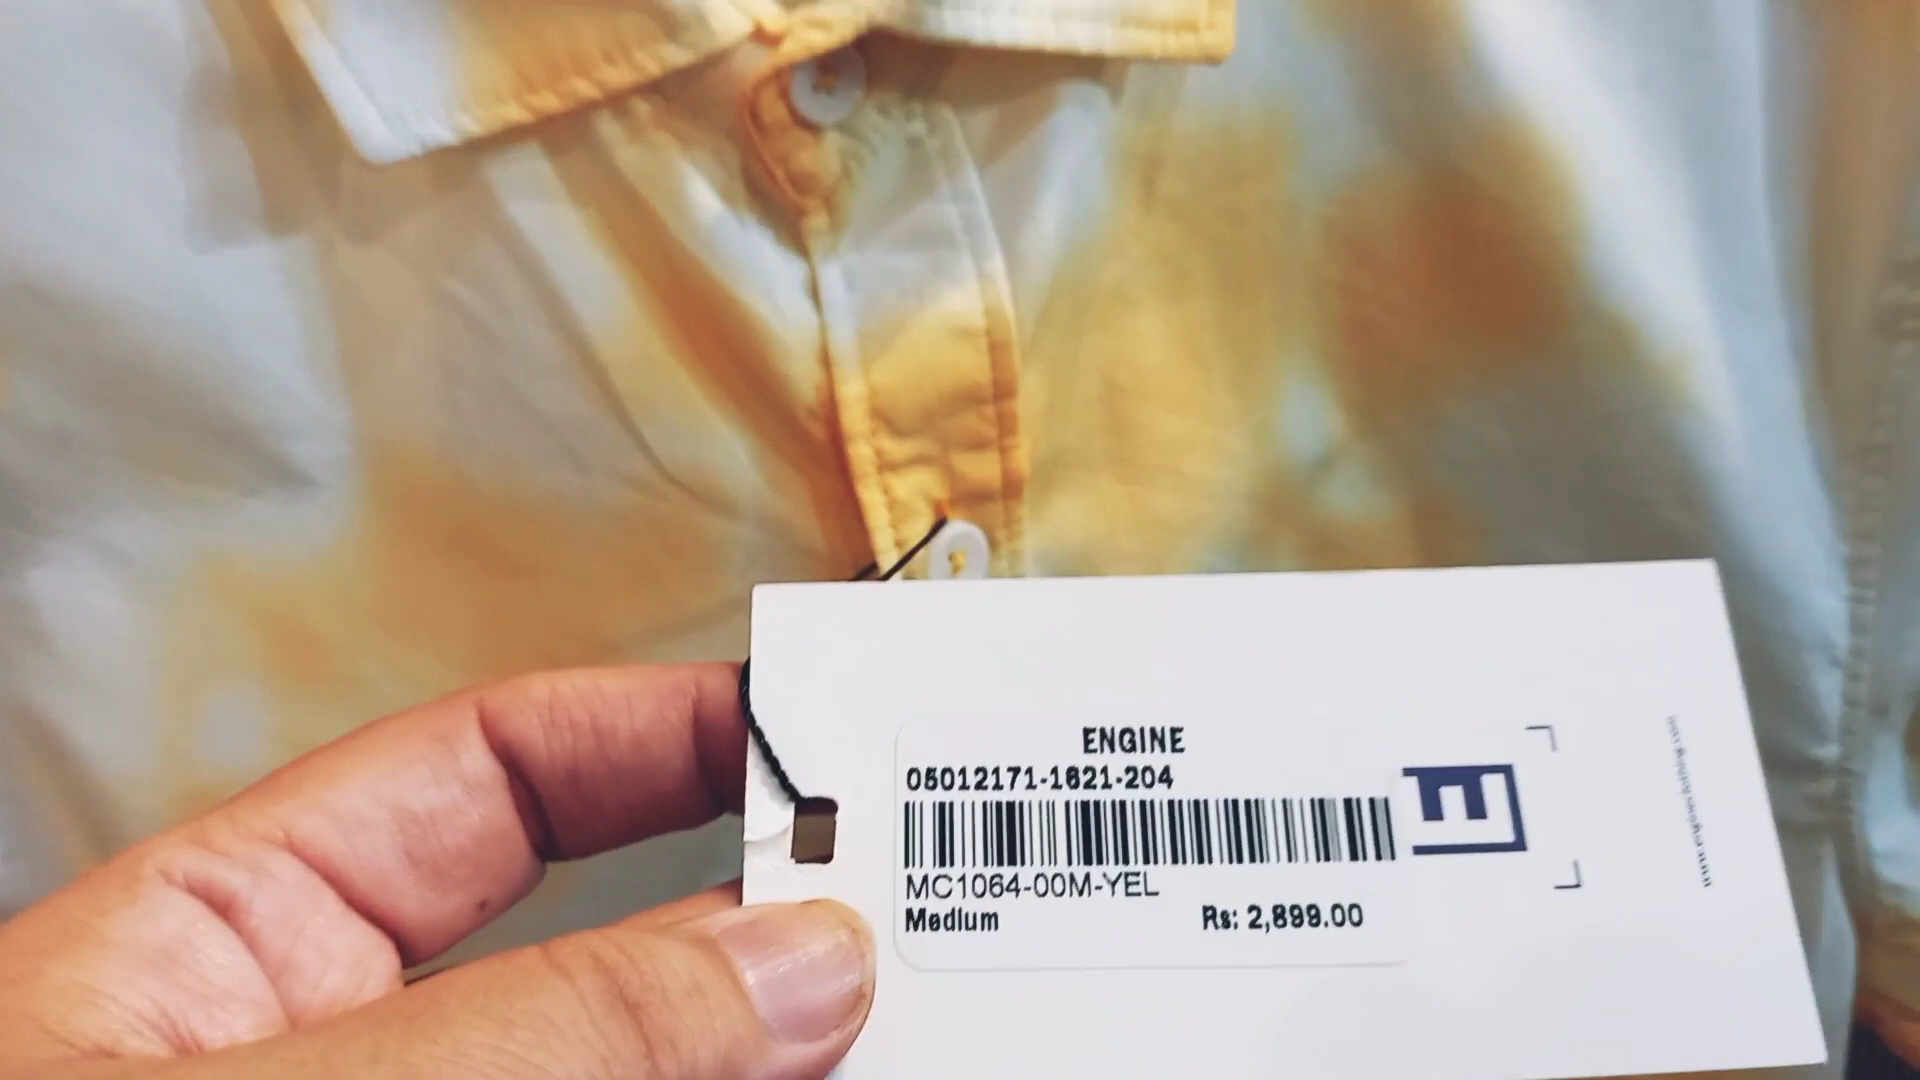 ENGINE
05012171-1621-204
MC1064-00M-YEL
Medium
Rs: 2,899.00